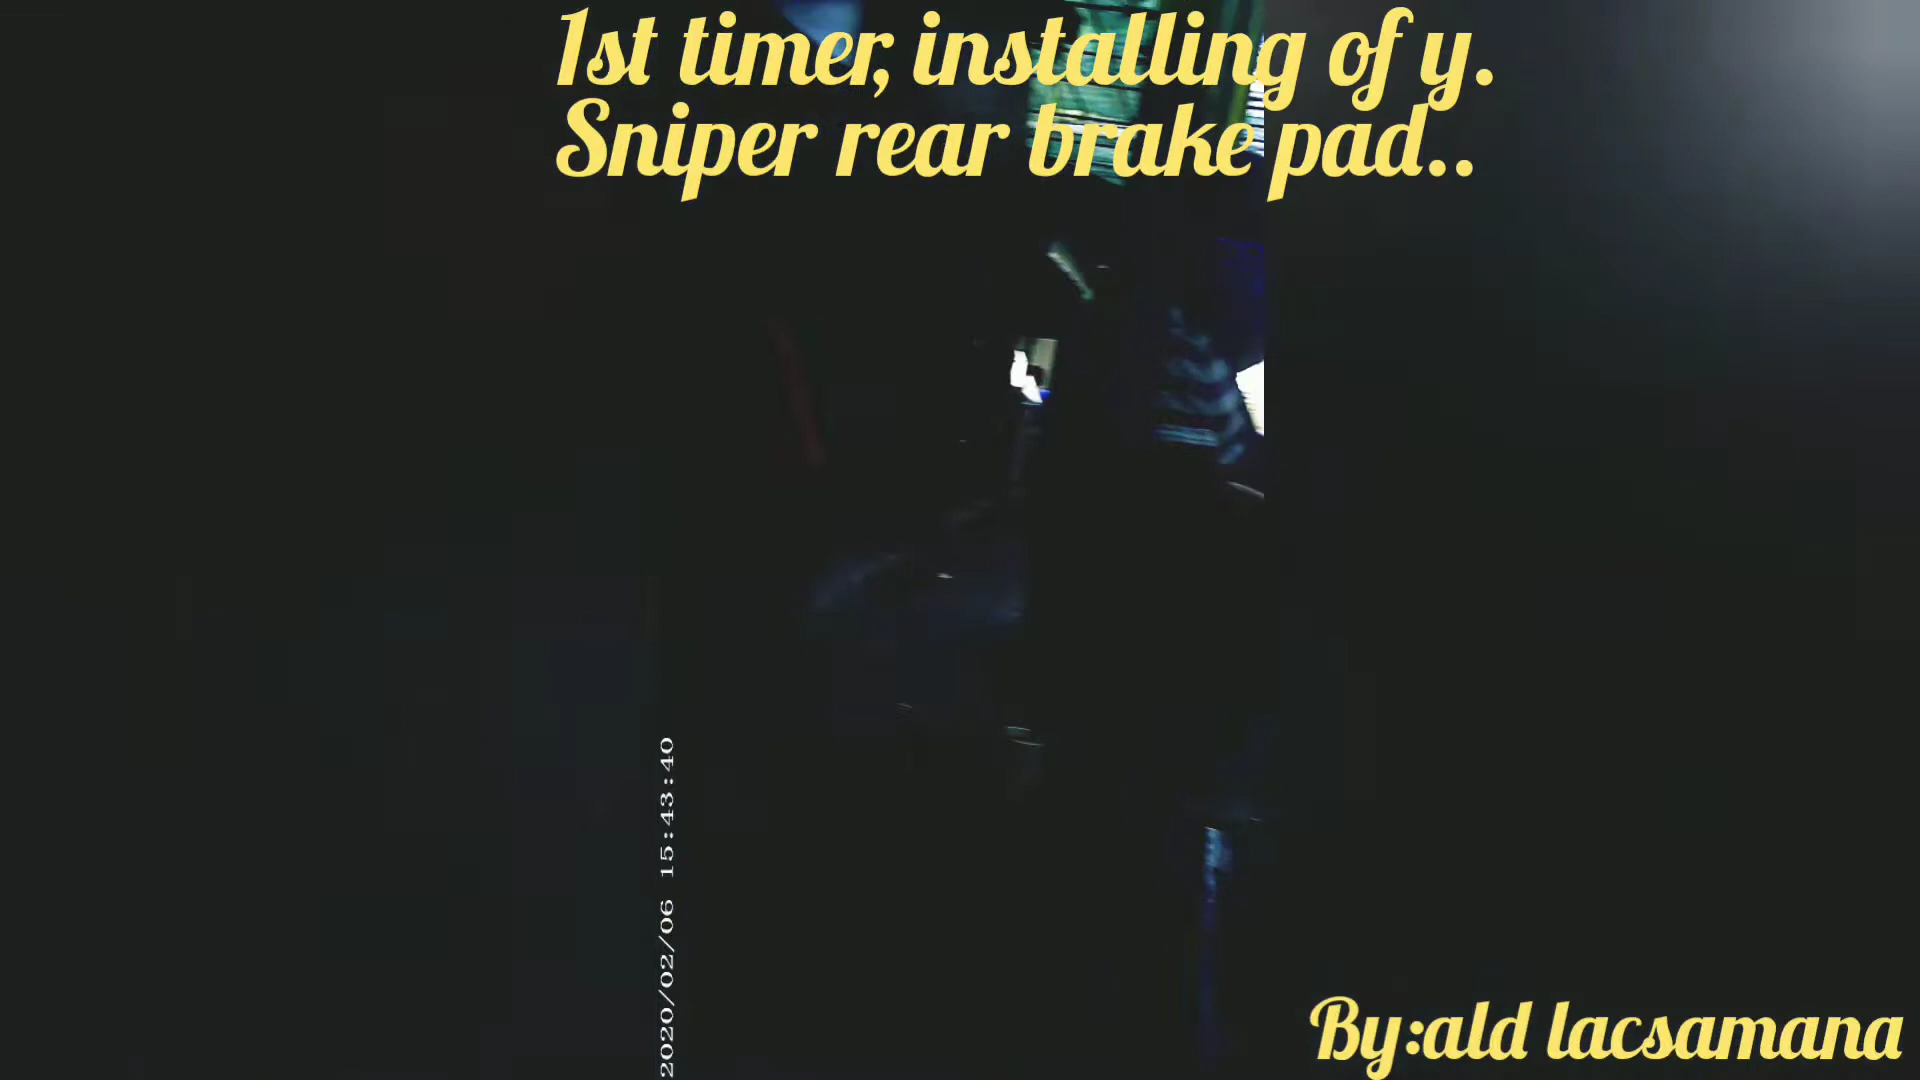 1st timer, installing of y.
Sniper rear brake pad..
2020/02/06 15:43:40
By:ald lacsamana